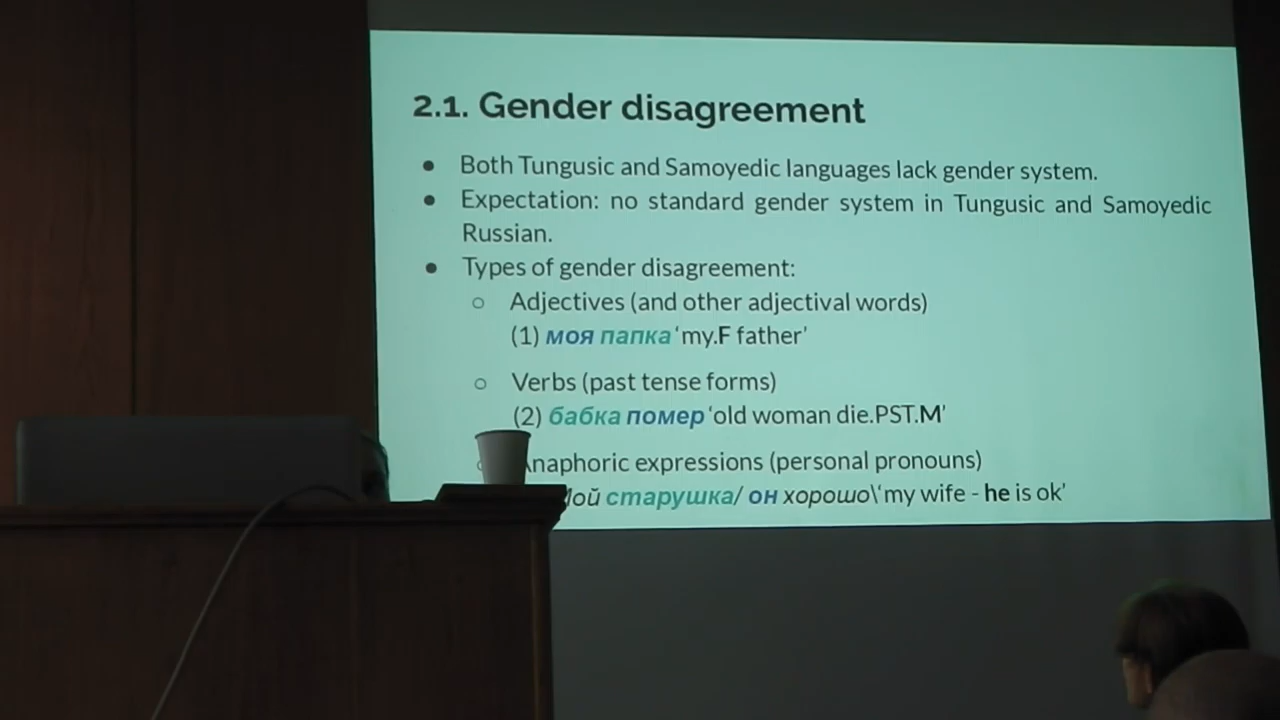 2.1. Gender disagreement
● Both Tungusic and Samoyedic languages lack gender system.
● Expectation: no standard gender system in Tungusic and Samoyedic
Russian.
● Types of gender disagreement:
○ Adjectives (and other adjectival words)
(1) моя папка ‘my.F father’
○ Verbs (past tense forms)
(2) бабка помер ‘old woman die.PST.M’
naphoric expressions (personal pronouns)
ой старушка/ он хорошо\‘my wife - he is ok’